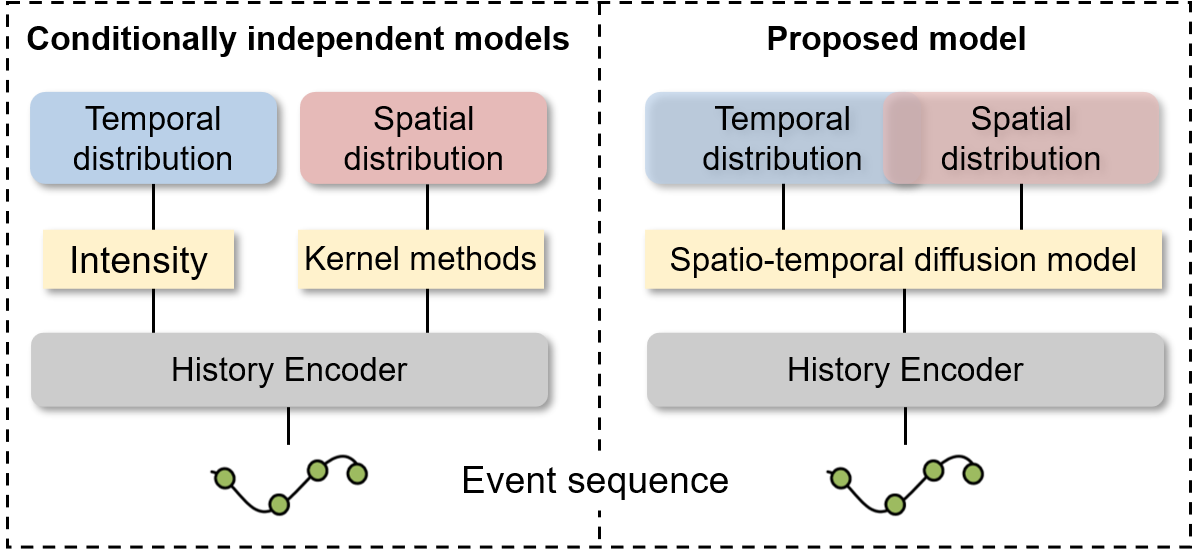 Conditionally independent models
Temporal
distribution
Spatial
distribution
Intensity
Kernel methods
History Encoder
Proposed model
Temporal
distribution
Spatial
distribution
Spatio-temporal diffusion model
History Encoder
Event sequence